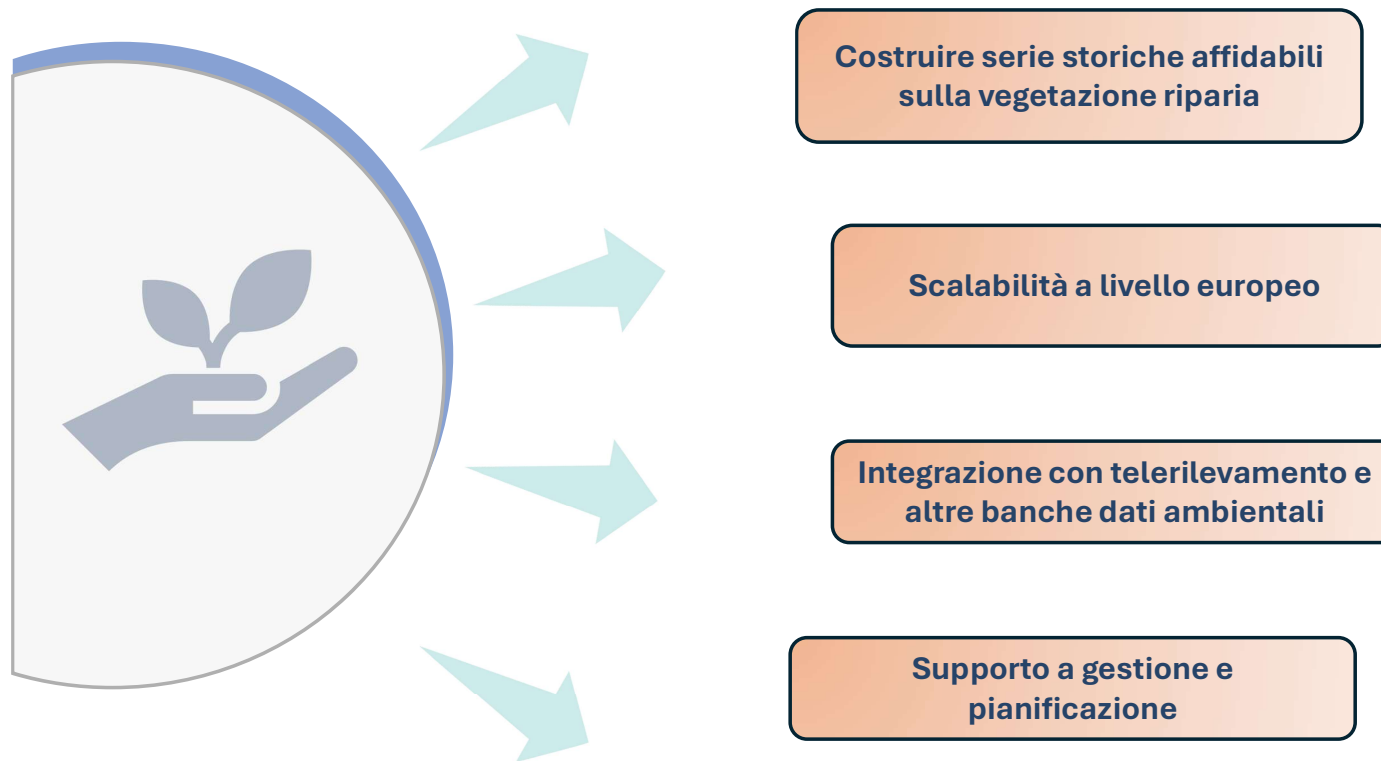 Costruire serie storiche affidabili
sulla vegetazione riparia
Scalabilità a livello europeo
Integrazione con telerilevamento e
altre banche dati ambientali
Supporto a gestione e
pianificazione